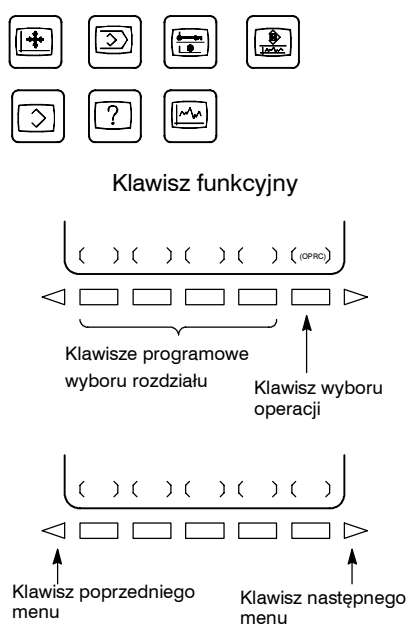 ?
Klawisz funkcyjny
( ) ( ) ( ) ( ) ( (OPRC) )
Klawisze programowe
wyboru rozdziału
Klawisz wyboru
operacji
( ) ( ) ( ) ( ) ( )
Klawisz poprzedniego
menu
Klawisz następnego
menu